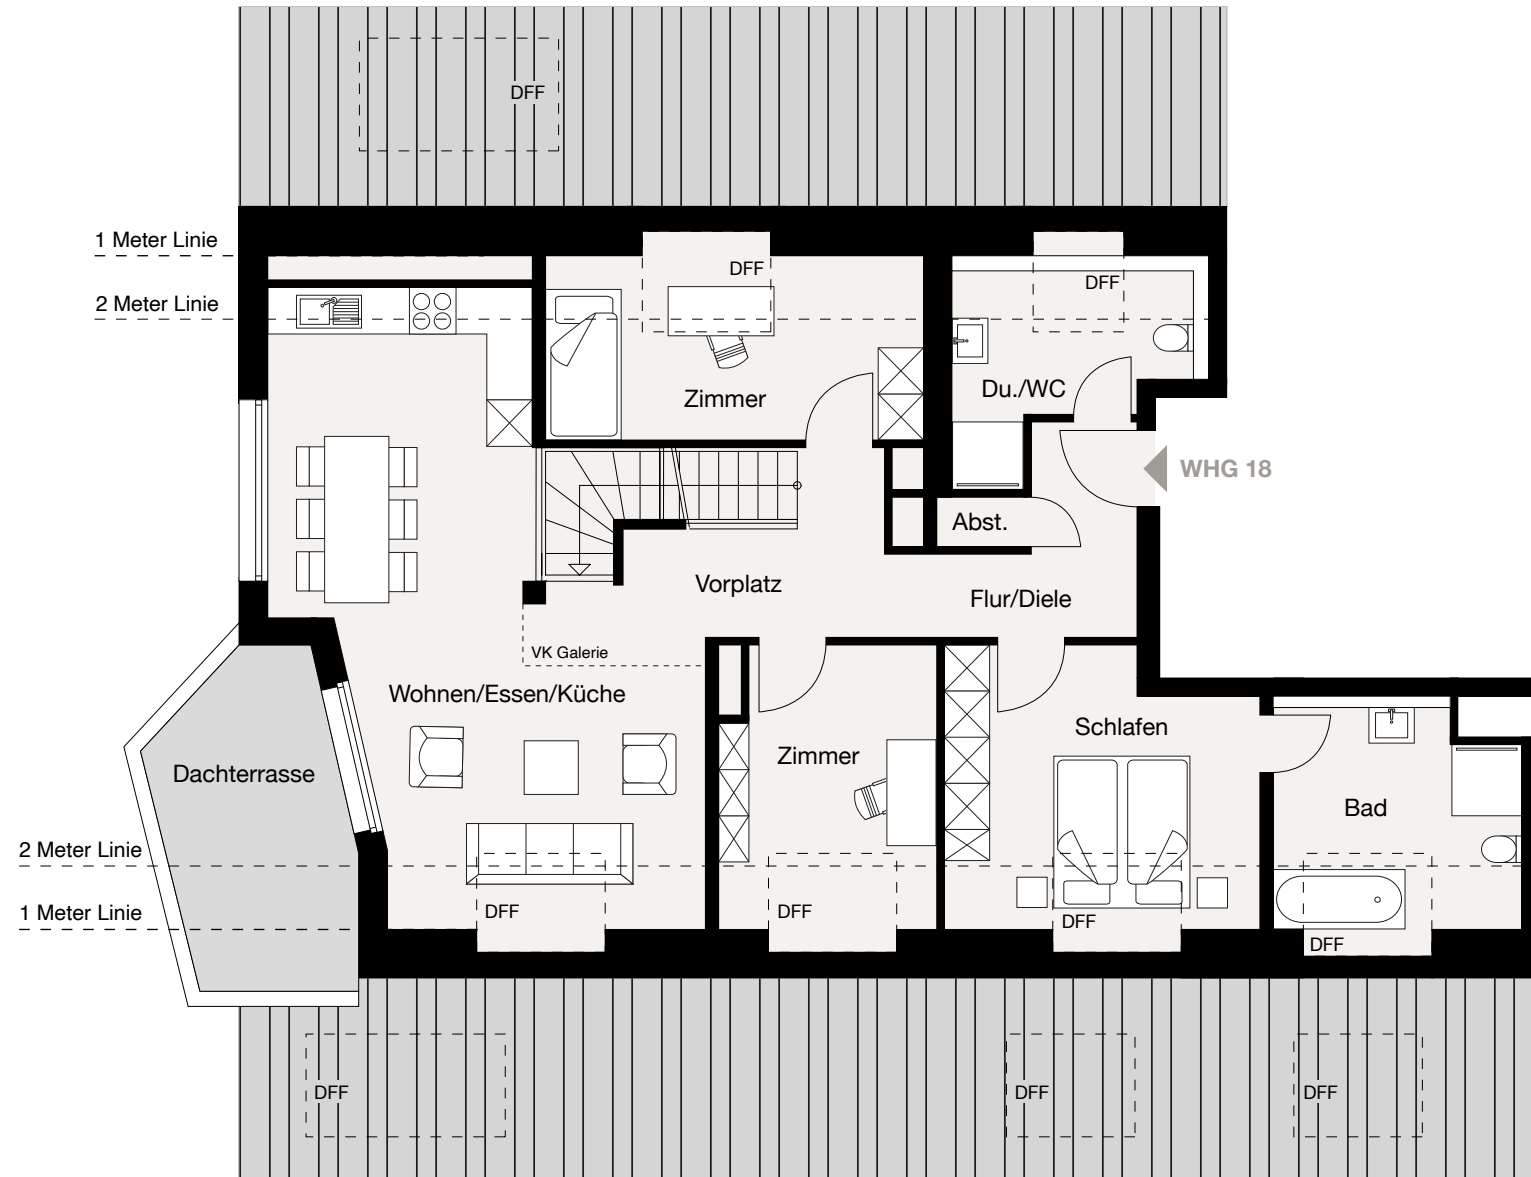 DFF
1 Meter Linie
DFF
DFF
2 Meter Linie
Zimmer
Du./WC
WHG 18
Abst.
Vorplatz
Flur/Diele
VK Galerie
Wohnen/Essen/Küche
Schlafen
Zimmer
Dachterrasse
Bad
2 Meter Linie
1 Meter Linie
DFF
DFF
DFF
DFF
DFF
DFF
DFF